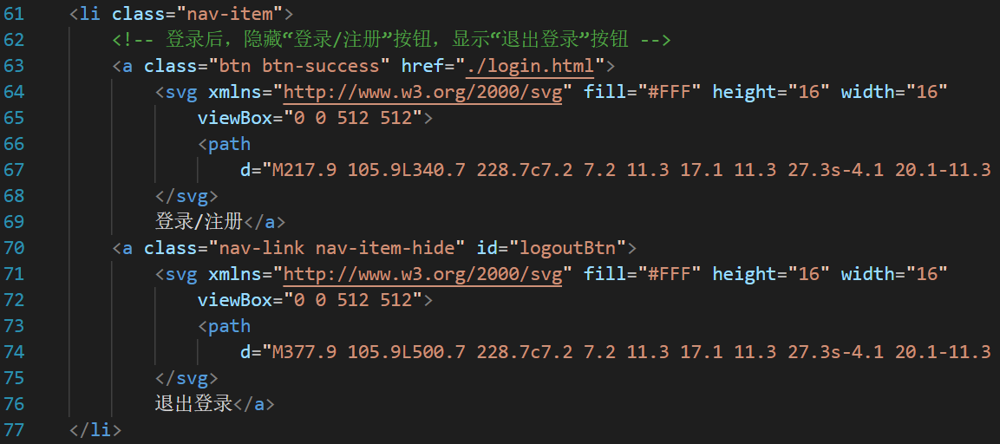 61 <li class="nav-item">
62 <!-- 登录后，隐藏“登录/注册”按钮，显示“退出登录”按钮 -->
63 <a class="btn btn-success" href="./login.html">
64 <svg xmlns="http://www.w3.org/2000/svg" fill="#FFF" height="16" width="16"
65 viewBox="0 0 512 512">
66 <path
67 d="M217.9 105.9L340.7 228.7c7.2 7.2 11.3 17.1 11.3 27.3s-4.1 20.1-11.3
68 </svg>
69 登录/注册</a>
70 <a class="nav-link nav-item-hide" id="logoutBtn">
71 <svg xmlns="http://www.w3.org/2000/svg" fill="#FFF" height="16" width="16"
72 viewBox="0 0 512 512">
73 <path
74 d="M377.9 105.9L500.7 228.7c7.2 7.2 11.3 17.1 11.3 27.3s-4.1 20.1-11.3
75 </svg>
76 退出登录</a>
77 </li>